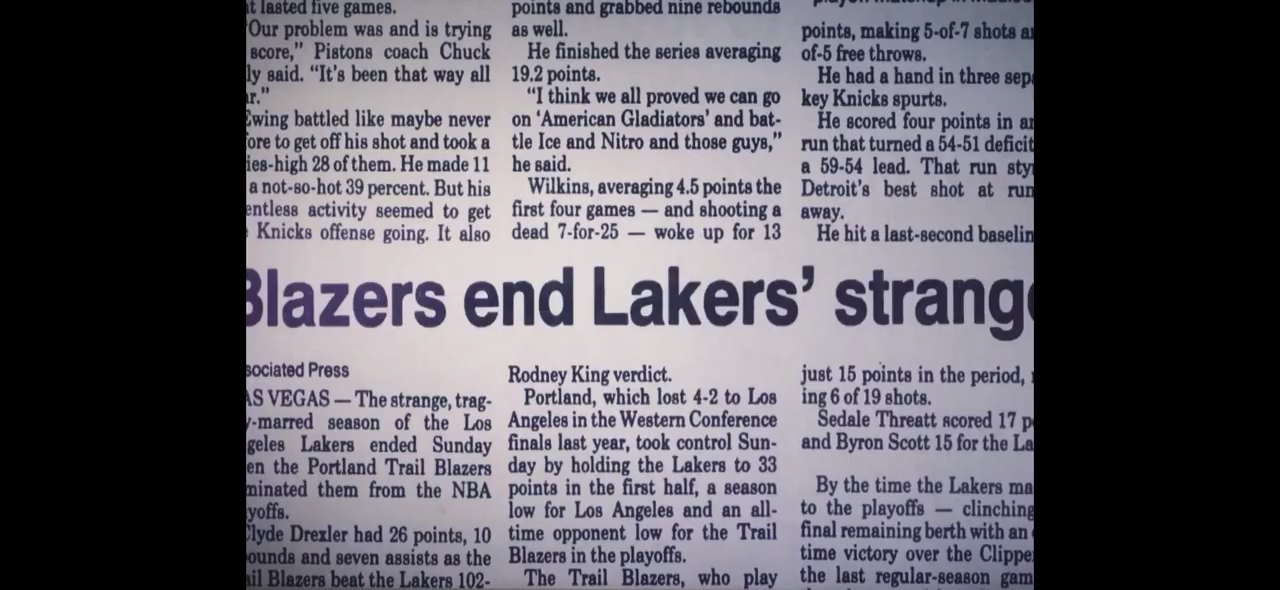 t lasted five games.
"Our problem was and is trying
score," Pistons coach Chuck
ly said. "It's been that way all
r."
Ewing battled like maybe never
ore to get off his shot and took a
ies-high 28 of them. He made 11
a not-so-hot 39 percent. But his
entless activity seemed to get
Knicks offense going. It also
points and grabbed nine rebounds
as well.
He finished the series averaging
19.2 points.
"I think we all proved we can go
on 'American Gladiators' and bat-
tle Ice and Nitro and those guys,"
he said.
Wilkins, averaging 4.5 points the
first four games — and shooting a
dead 7-for-25 — woke up for 13
points, making 5-of-7 shots a
of-5 free throws.
He had a hand in three sep
key Knicks spurts.
He scored four points in a
run that turned a 54-51 deficit
a 59-54 lead. That run sty
Detroit's best shot at run
away.
He hit a last-second baselin
Blazers end Lakers' strang
sociated Press
AS VEGAS — The strange, trag-
y-marred season of the Los
geles Lakers ended Sunday
en the Portland Trail Blazers
minated them from the NBA
yoffs.
Clyde Drexler had 26 points, 10
ounds and seven assists as the
ail Blazers beat the Lakers 102-
Rodney King verdict.
Portland, which lost 4-2 to Los
Angeles in the Western Conference
finals last year, took control Sun-
day by holding the Lakers to 33
points in the first half, a season
low for Los Angeles and an all-
time opponent low for the Trail
Blazers in the playoffs.
The Trail Blazers, who play
just 15 points in the period,
ing 6 of 19 shots.
Sedale Threatt scored 17 p
and Byron Scott 15 for the La
By the time the Lakers ma
to the playoffs — clinching
final remaining berth with an
time victory over the Clippe
the last regular-season gam